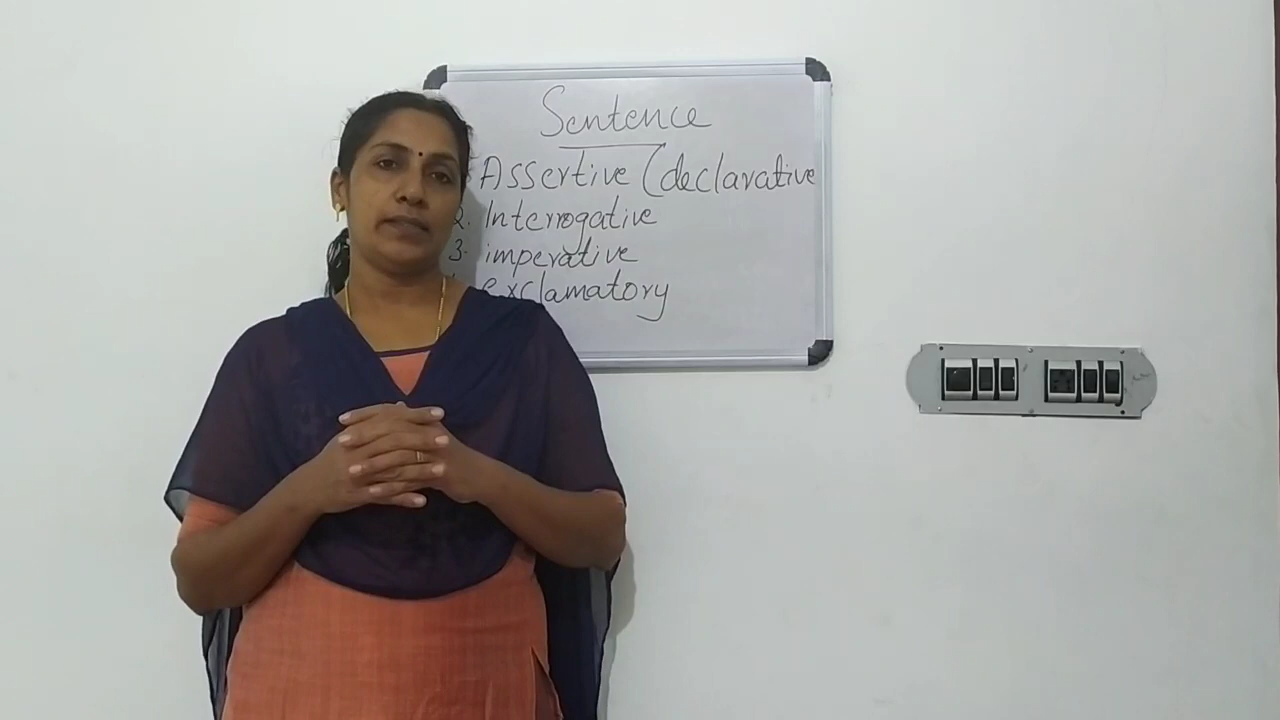 Sentence
Assertive (declarative
2. Interrogative
3. imperative
exclamatory